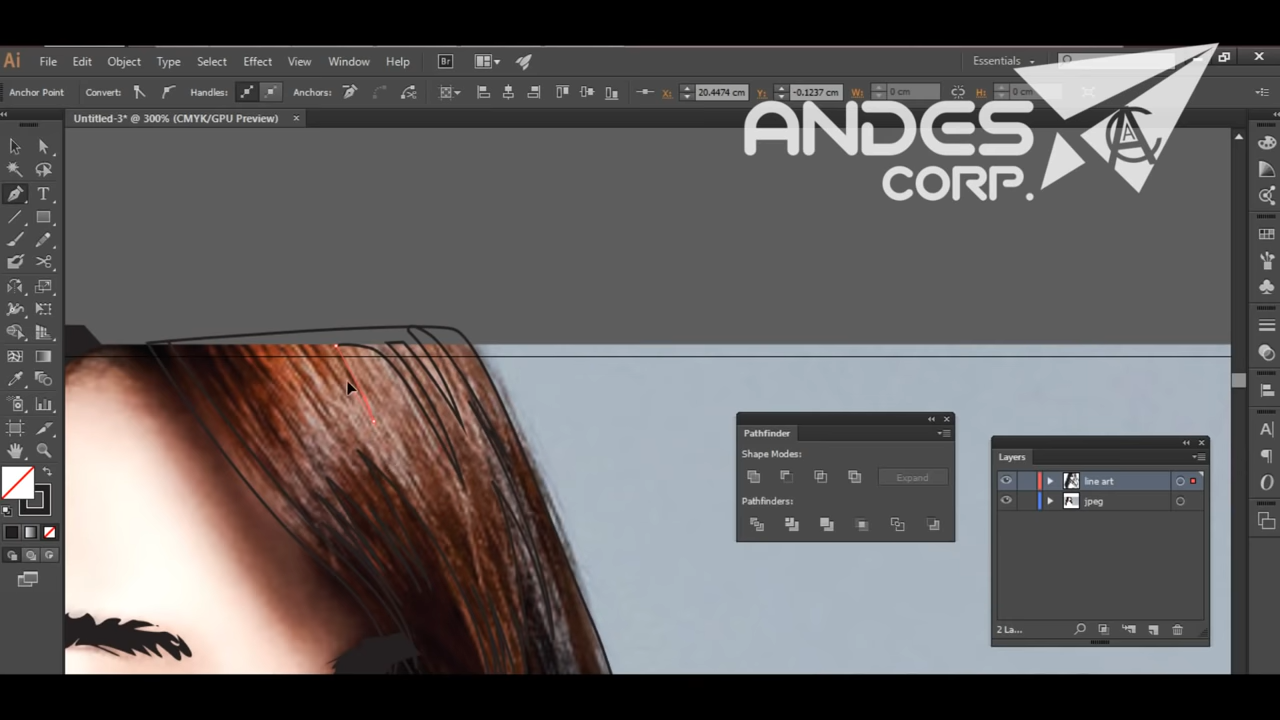 Ai File Edit Object Type Select Effect View Window Help Br Essentials
Anchor Point Convert: Handles: Anchors: X: 20.4474 cm Y: -0.1237 cm W: 0 cm H: 0 cm
Untitled-3* @ 300% (CMYK/GPU Preview)
ANDES
CORP.
Pathfinder
Shape Modes:
Expand
Pathfinders:
Layers
line art
jpeg
2 La...